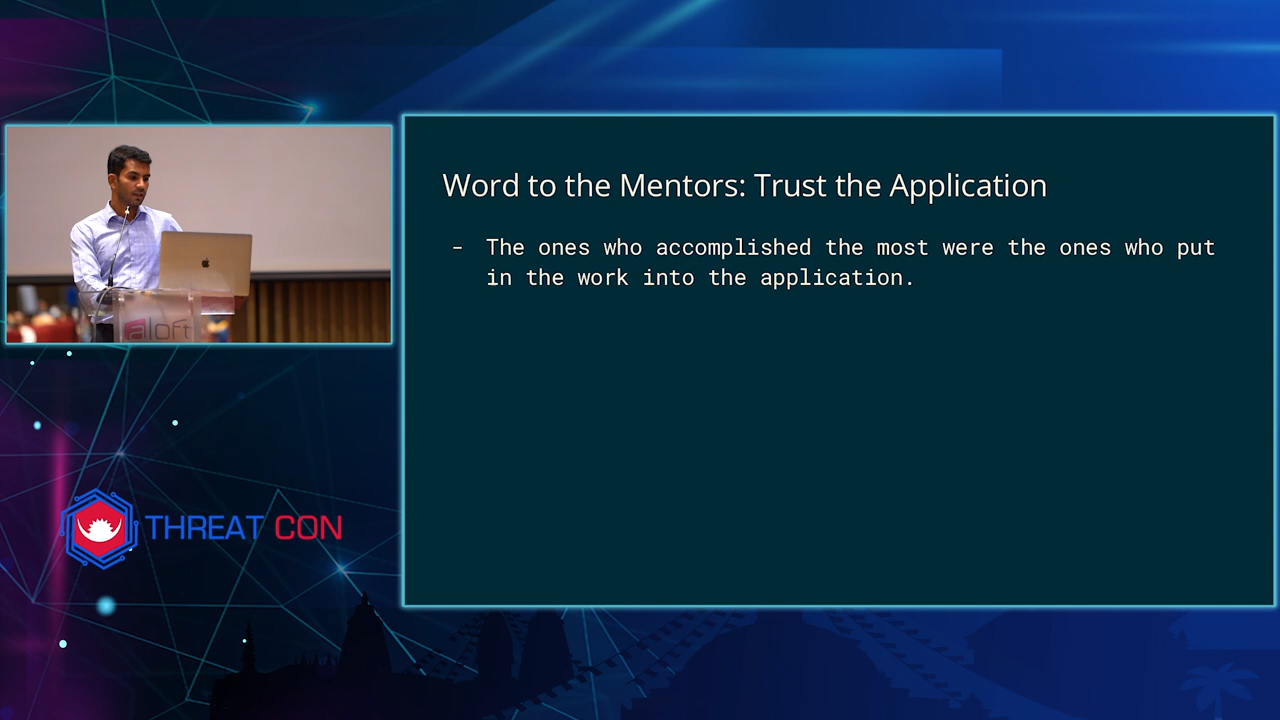 Word to the Mentors: Trust the Application
- The ones who accomplished the most were the ones who put
in the work into the application.
aloft
THREAT CON